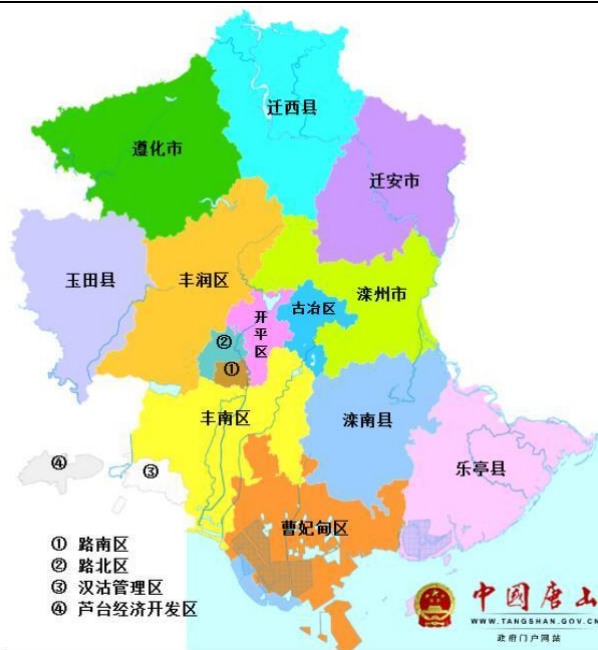 迁西县
遵化市
迁安市
玉田县
丰润区
滦州市
古冶区
开平区
②
①
丰南区
滦南县
④
③
乐亭县
曹妃甸区
① 路南区
② 路北区
③ 汉沽管理区
④ 芦台经济开发区
中國唐山
WWW.TANGSHAN.GOV.CN
政府门户网站